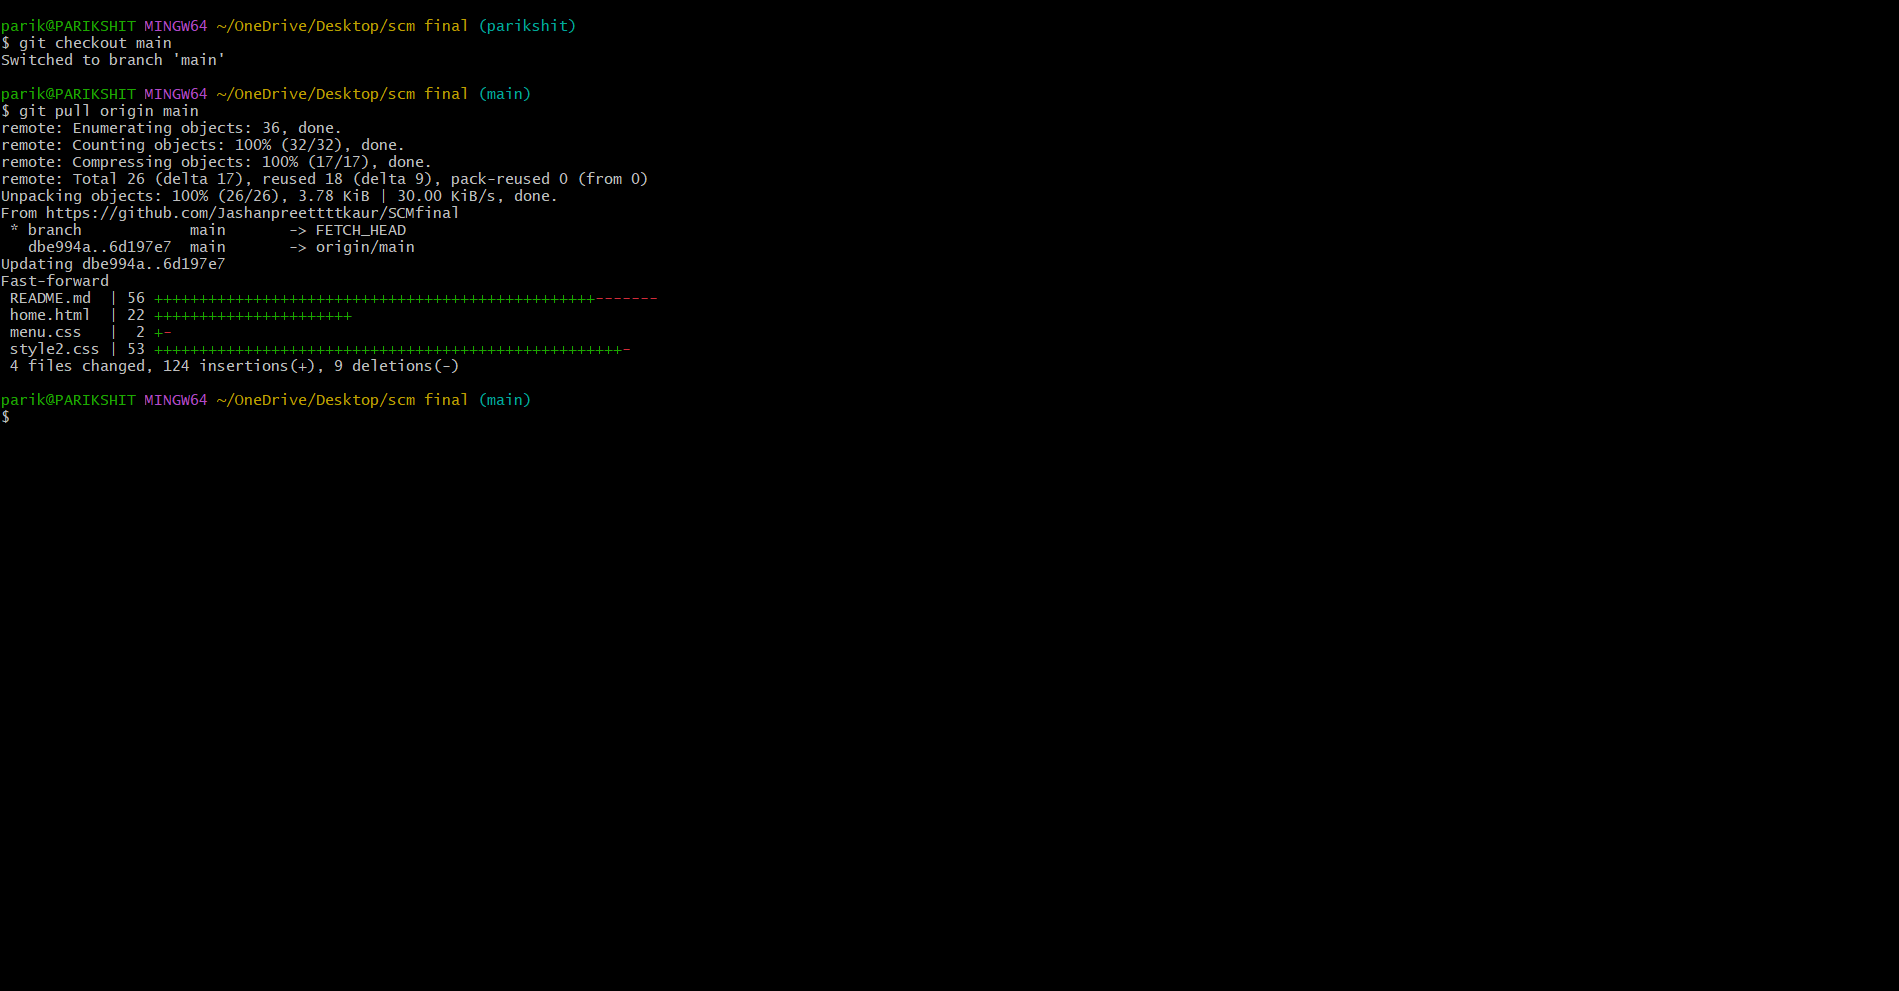 parik@PARIKSHIT MINGW64 ~/OneDrive/Desktop/scm final (parikshit)
$ git checkout main
Switched to branch 'main'
parik@PARIKSHIT MINGW64 ~/OneDrive/Desktop/scm final (main)
$ git pull origin main
remote: Enumerating objects: 36, done.
remote: Counting objects: 100% (32/32), done.
remote: Compressing objects: 100% (17/17), done.
remote: Total 26 (delta 17), reused 18 (delta 9), pack-reused 0 (from 0)
Unpacking objects: 100% (26/26), 3.78 KiB | 30.00 KiB/s, done.
From https://github.com/Jashanpreettttkaur/SCMfinal
 * branch            main       -> FETCH_HEAD
   dbe994a..6d197e7  main       -> origin/main
Updating dbe994a..6d197e7
Fast-forward
 README.md  | 56 +++++++++++++++++++++++++++++++++++++++++++++++++-------
 home.html  | 22 ++++++++++++++++++++++
 menu.css   |  2 +-
 style2.css | 53 ++++++++++++++++++++++++++++++++++++++++++++++++++++-
 4 files changed, 124 insertions(+), 9 deletions(-)
parik@PARIKSHIT MINGW64 ~/OneDrive/Desktop/scm final (main)
$